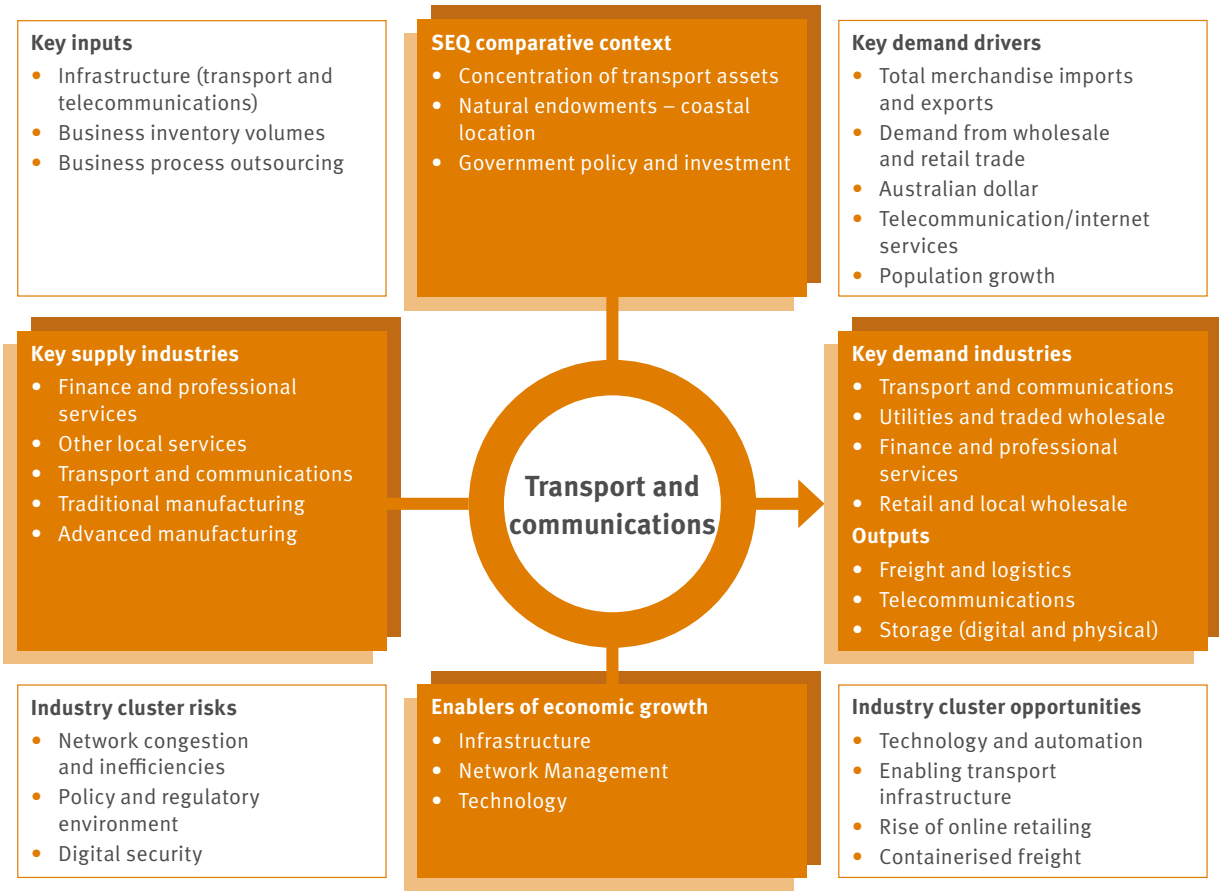 Key inputs
• Infrastructure (transport and
telecommunications)
• Business inventory volumes
• Business process outsourcing
SEQ comparative context
• Concentration of transport assets
• Natural endowments – coastal
location
• Government policy and investment
Key demand drivers
• Total merchandise imports
and exports
• Demand from wholesale
and retail trade
• Australian dollar
• Telecommunication/internet
services
• Population growth
Key supply industries
• Finance and professional
services
• Other local services
• Transport and communications
• Traditional manufacturing
• Advanced manufacturing
Transport and
communications
Key demand industries
• Transport and communications
• Utilities and traded wholesale
• Finance and professional
services
• Retail and local wholesale
Outputs
• Freight and logistics
• Telecommunications
• Storage (digital and physical)
Industry cluster risks
• Network congestion
and inefficiencies
• Policy and regulatory
environment
• Digital security
Enablers of economic growth
• Infrastructure
• Network Management
• Technology
Industry cluster opportunities
• Technology and automation
• Enabling transport
infrastructure
• Rise of online retailing
• Containerised freight